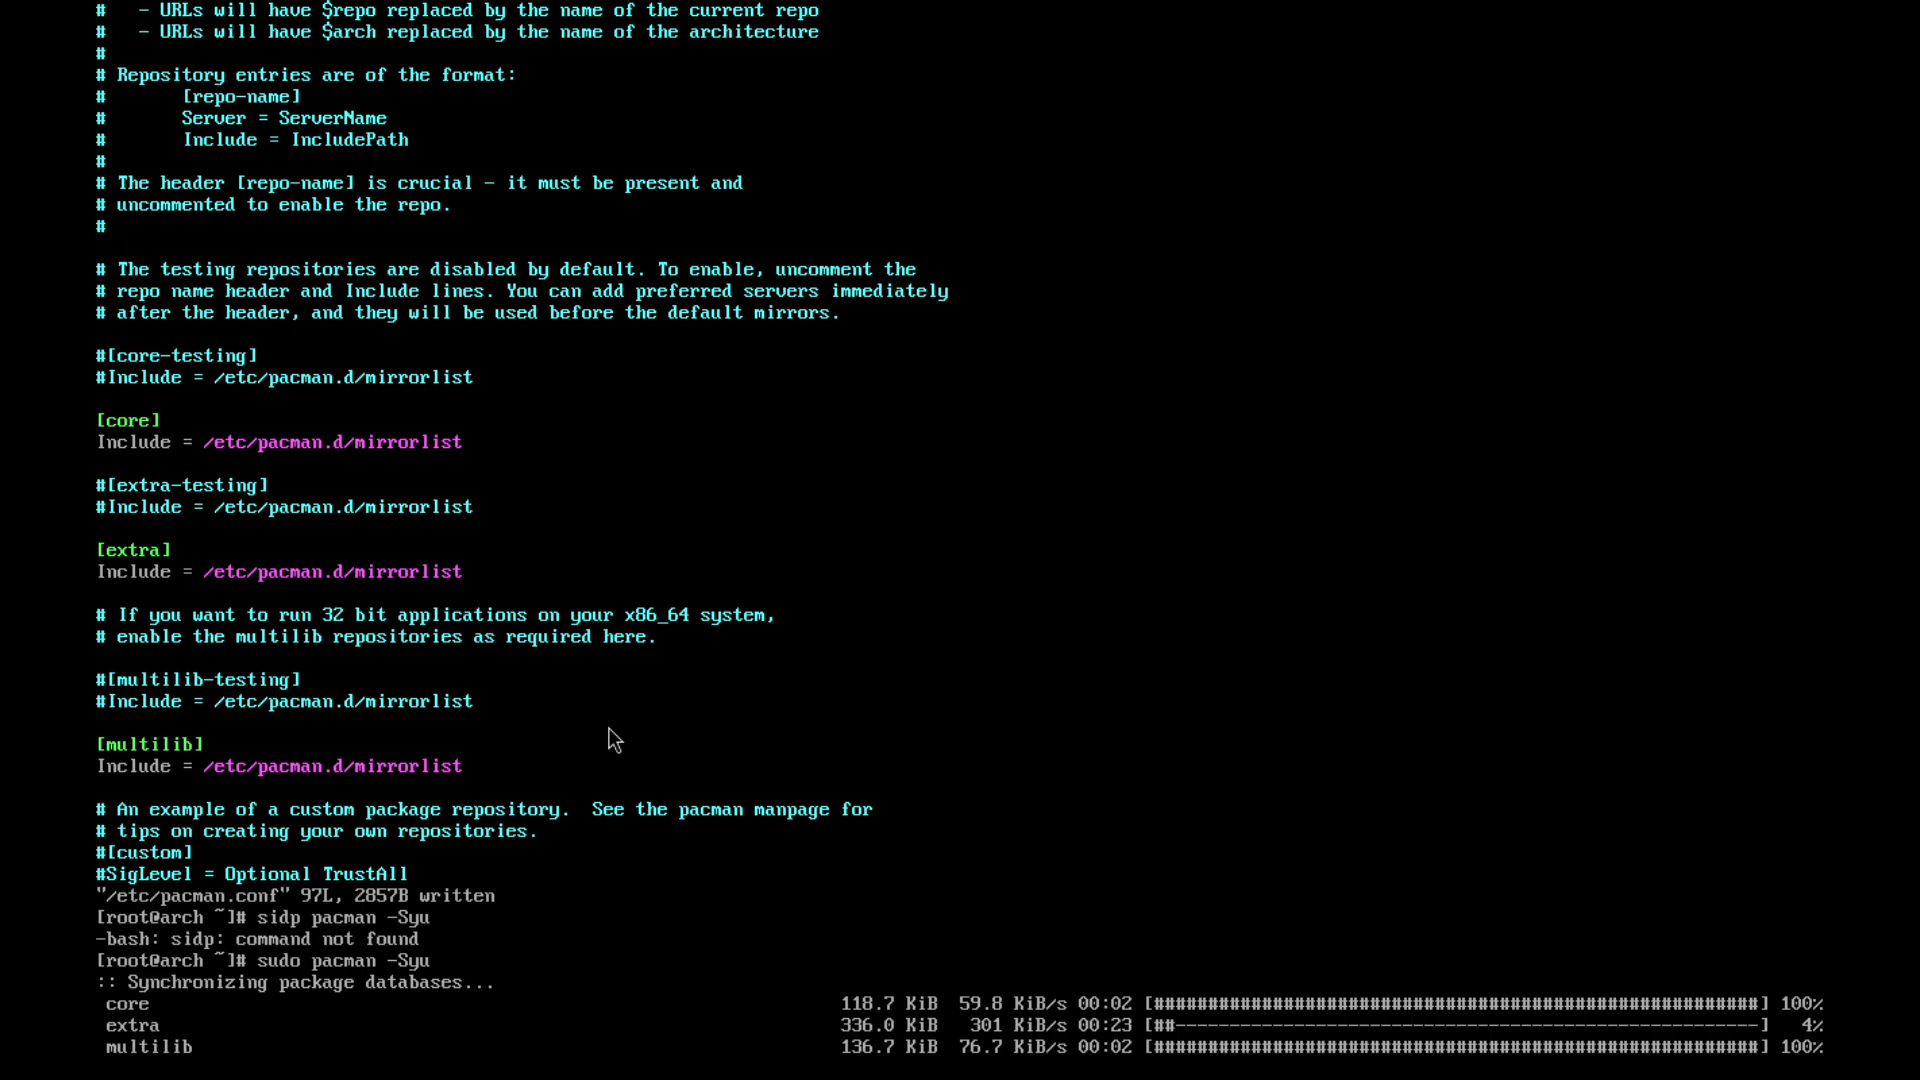 #   - URLs will have $repo replaced by the name of the current repo
#   - URLs will have $arch replaced by the name of the architecture
#
# Repository entries are of the format:
#       [repo-name]
#       Server = ServerName
#       Include = IncludePath
#
# The header [repo-name] is crucial - it must be present and
# uncommented to enable the repo.
#

# The testing repositories are disabled by default. To enable, uncomment the
# repo name header and Include lines. You can add preferred servers immediately
# after the header, and they will be used before the default mirrors.

#[core-testing]
#Include = /etc/pacman.d/mirrorlist

[core]
Include = /etc/pacman.d/mirrorlist

#[extra-testing]
#Include = /etc/pacman.d/mirrorlist

[extra]
Include = /etc/pacman.d/mirrorlist

# If you want to run 32 bit applications on your x86_64 system,
# enable the multilib repositories as required here.

#[multilib-testing]
#Include = /etc/pacman.d/mirrorlist

[multilib]
Include = /etc/pacman.d/mirrorlist

# An example of a custom package repository.  See the pacman manpage for
# tips on creating your own repositories.
#[custom]
#SigLevel = Optional TrustAll
"/etc/pacman.conf" 97L, 2857B written
[root@arch ~]# sidp pacman -Syu
-bash: sidp: command not found
[root@arch ~]# sudo pacman -Syu
:: Synchronizing package databases...
 core 118.7 KiB  59.8 KiB/s 00:02 [########################################################] 100%
 extra 336.0 KiB   301 KiB/s 00:23 [##------------------------------------------------------]   4%
 multilib 136.7 KiB  76.7 KiB/s 00:02 [########################################################] 100%